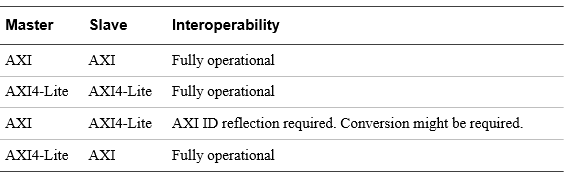 Master Slave Interoperability
AXI AXI Fully operational
AXI4-Lite AXI4-Lite Fully operational
AXI AXI4-Lite AXI ID reflection required. Conversion might be required.
AXI4-Lite AXI Fully operational